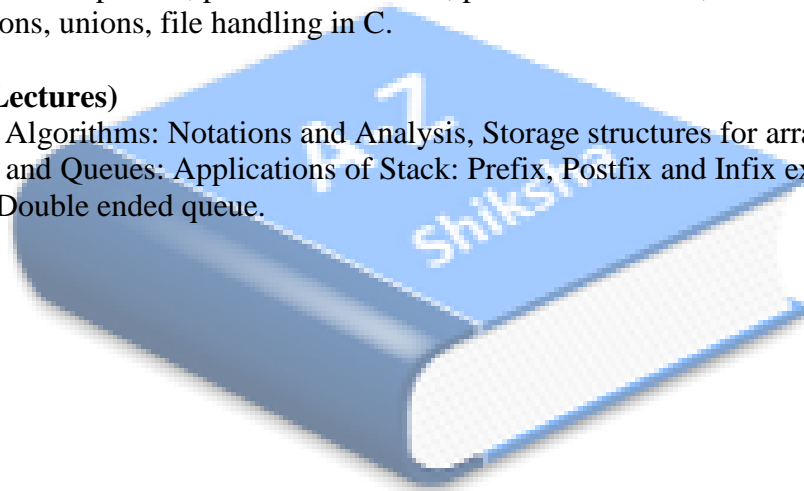 ons, unions, file handling in C.
Lectures)
Algorithms: Notations and Analysis, Storage structures for arra
and Queues: Applications of Stack: Prefix, Postfix and Infix ex
Double ended queue.
A-Z
Shiksha